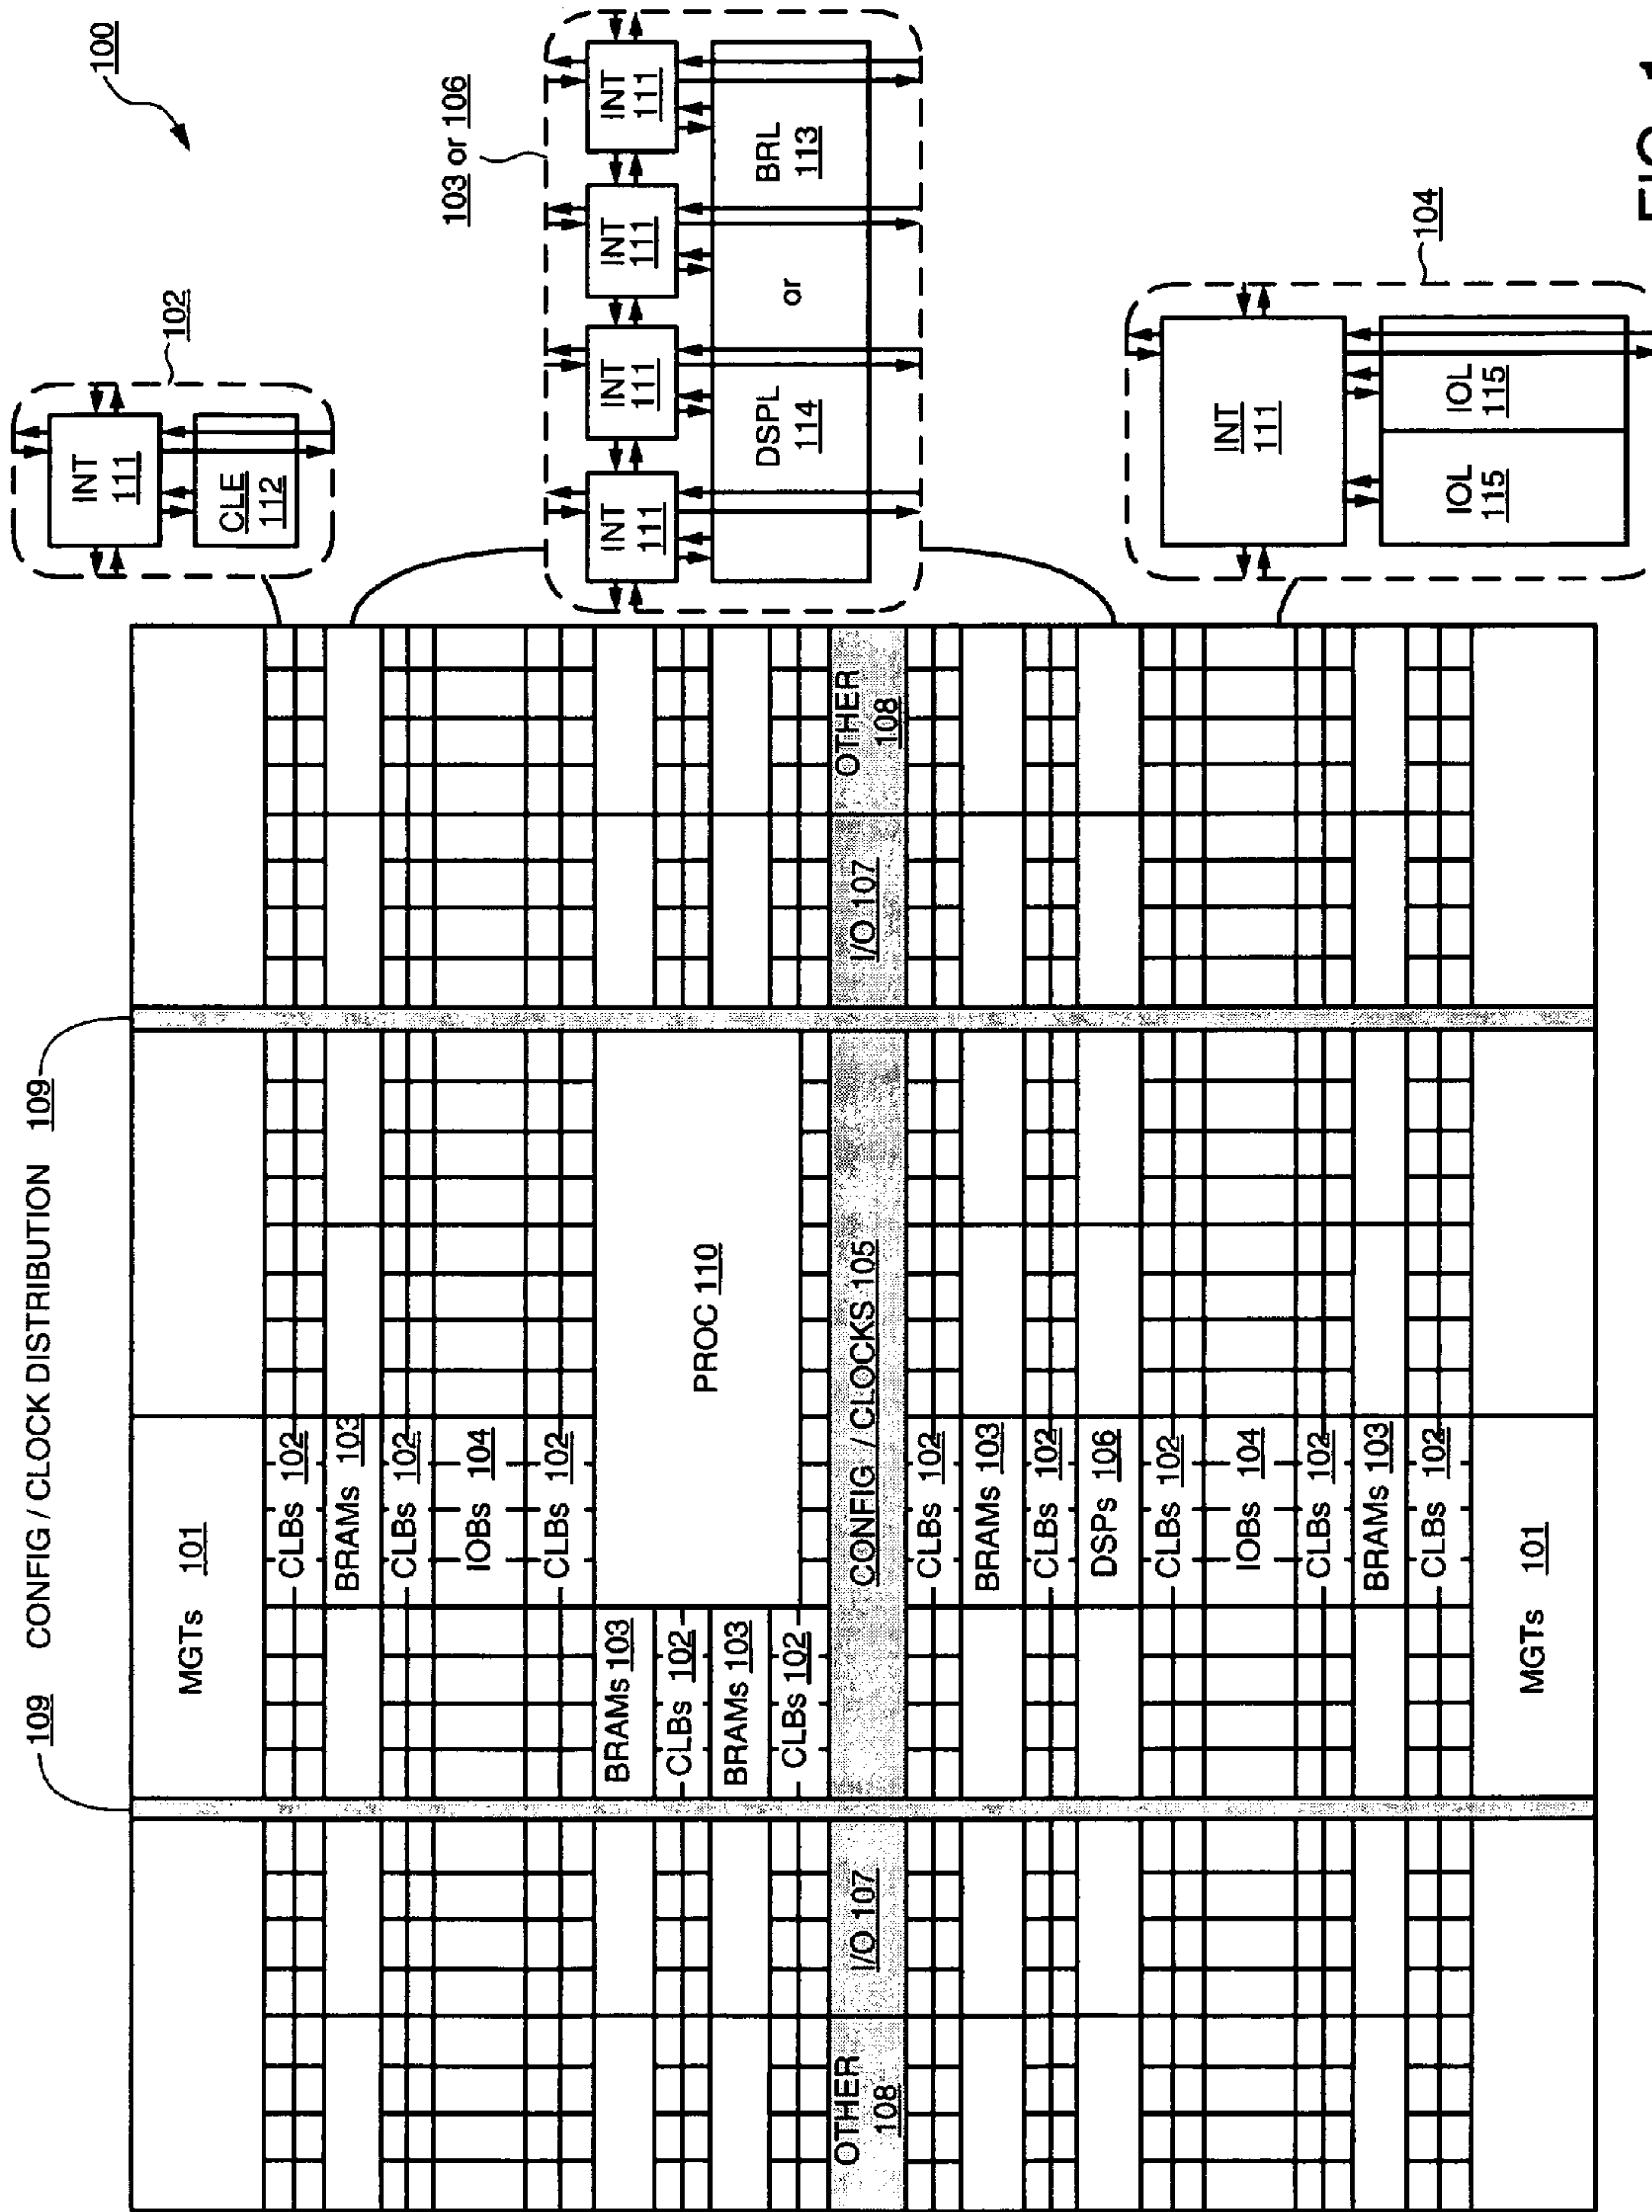 100
109
CONFIG / CLOCK DISTRIBUTION
109
MGTs 101
CLBs 102
BRAMs 103
CLBs 102
IOBs 104
CLBs 102
BRAMs 103
CLBs 102
BRAMs 103
CLBs 102
PROC 110
OTHER
108
I/O 107
CONFIG / CLOCKS 105
I/O 107
OTHER
108
CLBs 102
BRAMs 103
CLBs 102
DSPs 106
CLBs 102
IOBs 104
CLBs 102
BRAMs 103
CLBs 102
MGTs 101
102
INT
111
CLE
112
103 or 106
INT
111
INT
111
INT
111
INT
111
DSPL
114
or
BRL
113
104
INT
111
IOL
115
IOL
115
FIG. 1